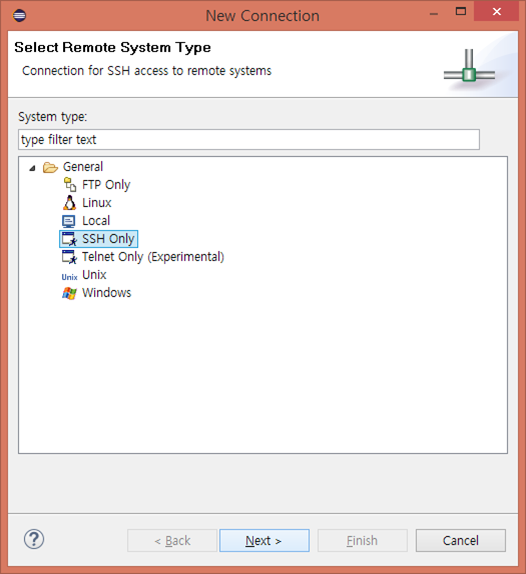 New Connection
Select Remote System Type
Connection for SSH access to remote systems
System type:
type filter text
General
FTP Only
Linux
Local
SSH Only
Telnet Only (Experimental)
Unix Unix
Windows
? < Back Next > Finish Cancel